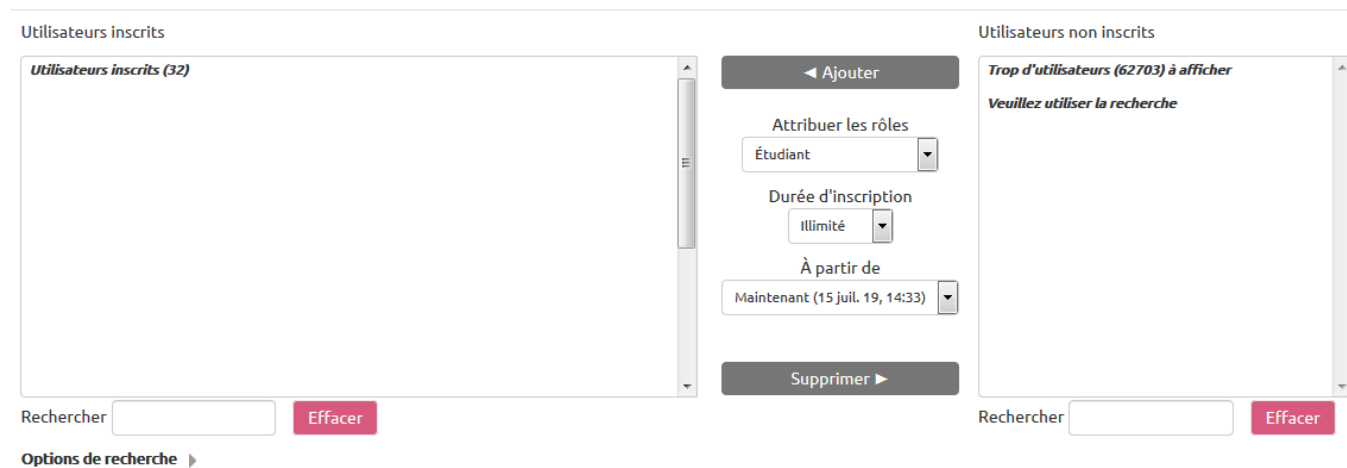 Utilisateurs inscrits
Utilisateurs inscrits (32)
◄ Ajouter
Attribuer les rôles
Étudiant
Durée d'inscription
Illimité
À partir de
Maintenant (15 juil. 19, 14:33)
Supprimer ►
Utilisateurs non inscrits
Trop d'utilisateurs (62703) à afficher
Veuillez utiliser la recherche
Rechercher
Effacer
Rechercher
Effacer
Options de recherche